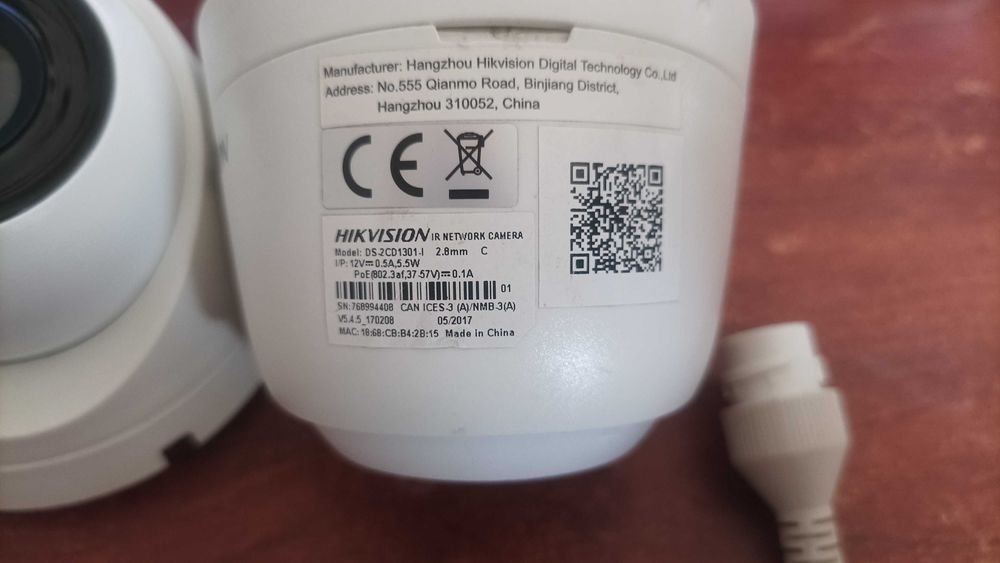 Manufacturer: Hangzhou Hikvision Digital Technology Co.,Ltd
Address: No.555 Qianmo Road, Binjiang District,
Hangzhou 310052, China
CE
HIKVISION IR NETWORK CAMERA
Model: DS-2CD1301-I 2.8mm C
I/P: 12V⎓0.5A,5.5W
PoE(802.3af,37-57V)⎓0.1A
01
SN:768994408 CAN ICES-3 (A)/NMB-3(A)
V5.4.5_170208 05/2017
MAC: 18:68:CB:B4:2B:15 Made in China